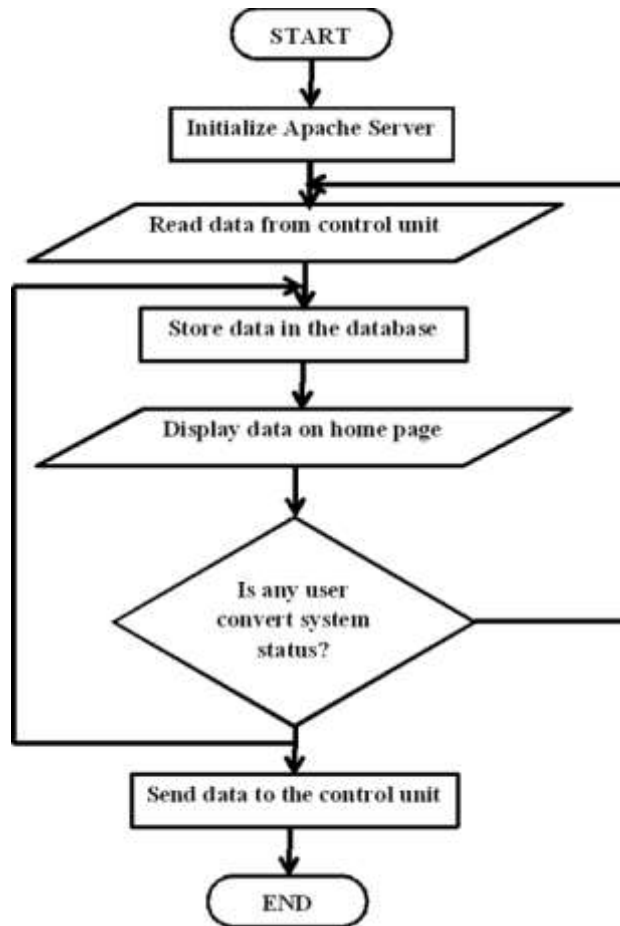 START
Initialize Apache Server
Read data from control unit
Store data in the database
Display data on home page
Is any user
convert system
status?
Send data to the control unit
END